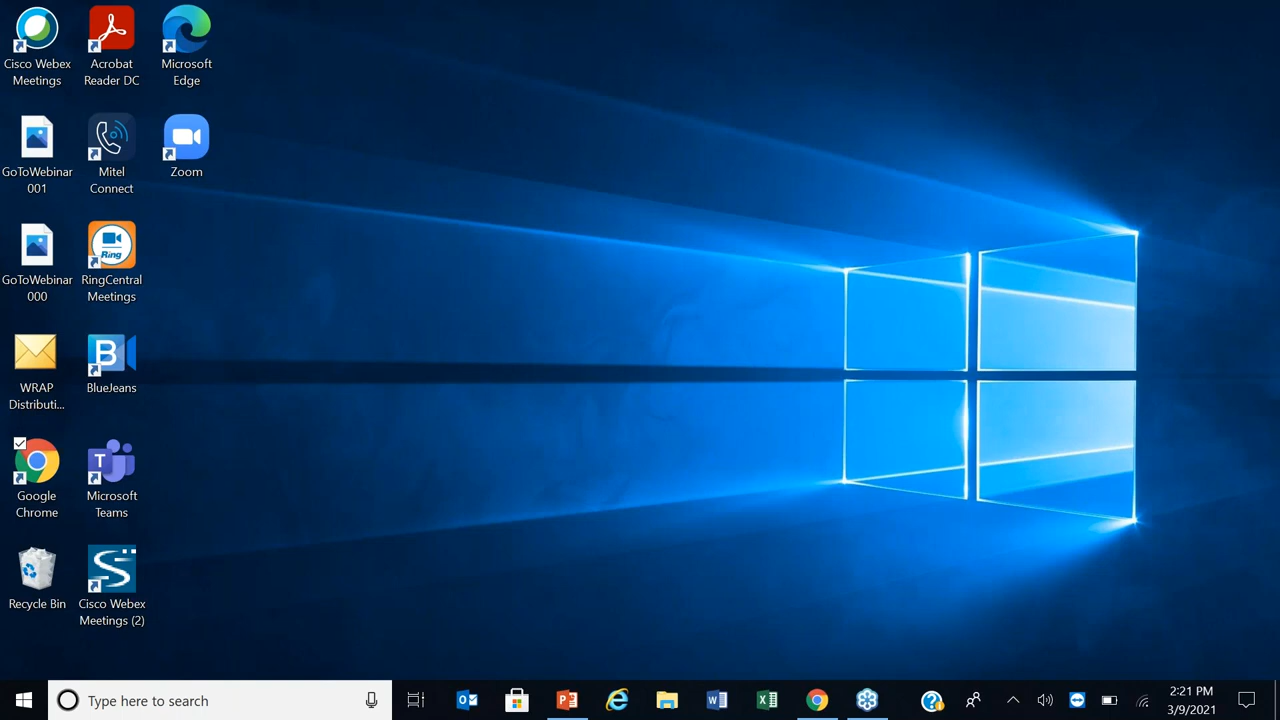 Cisco Webex
Meetings
Acrobat
Reader DC
Microsoft
Edge
GoToWebinar
001
Mitel
Connect
Zoom
GoToWebinar
000
Ring
RingCentral
Meetings
WRAP
Distributi...
B
BlueJeans
Google
Chrome
T
Microsoft
Teams
Recycle Bin
Cisco Webex
Meetings (2)
Type here to search
2:21 PM
3/9/2021